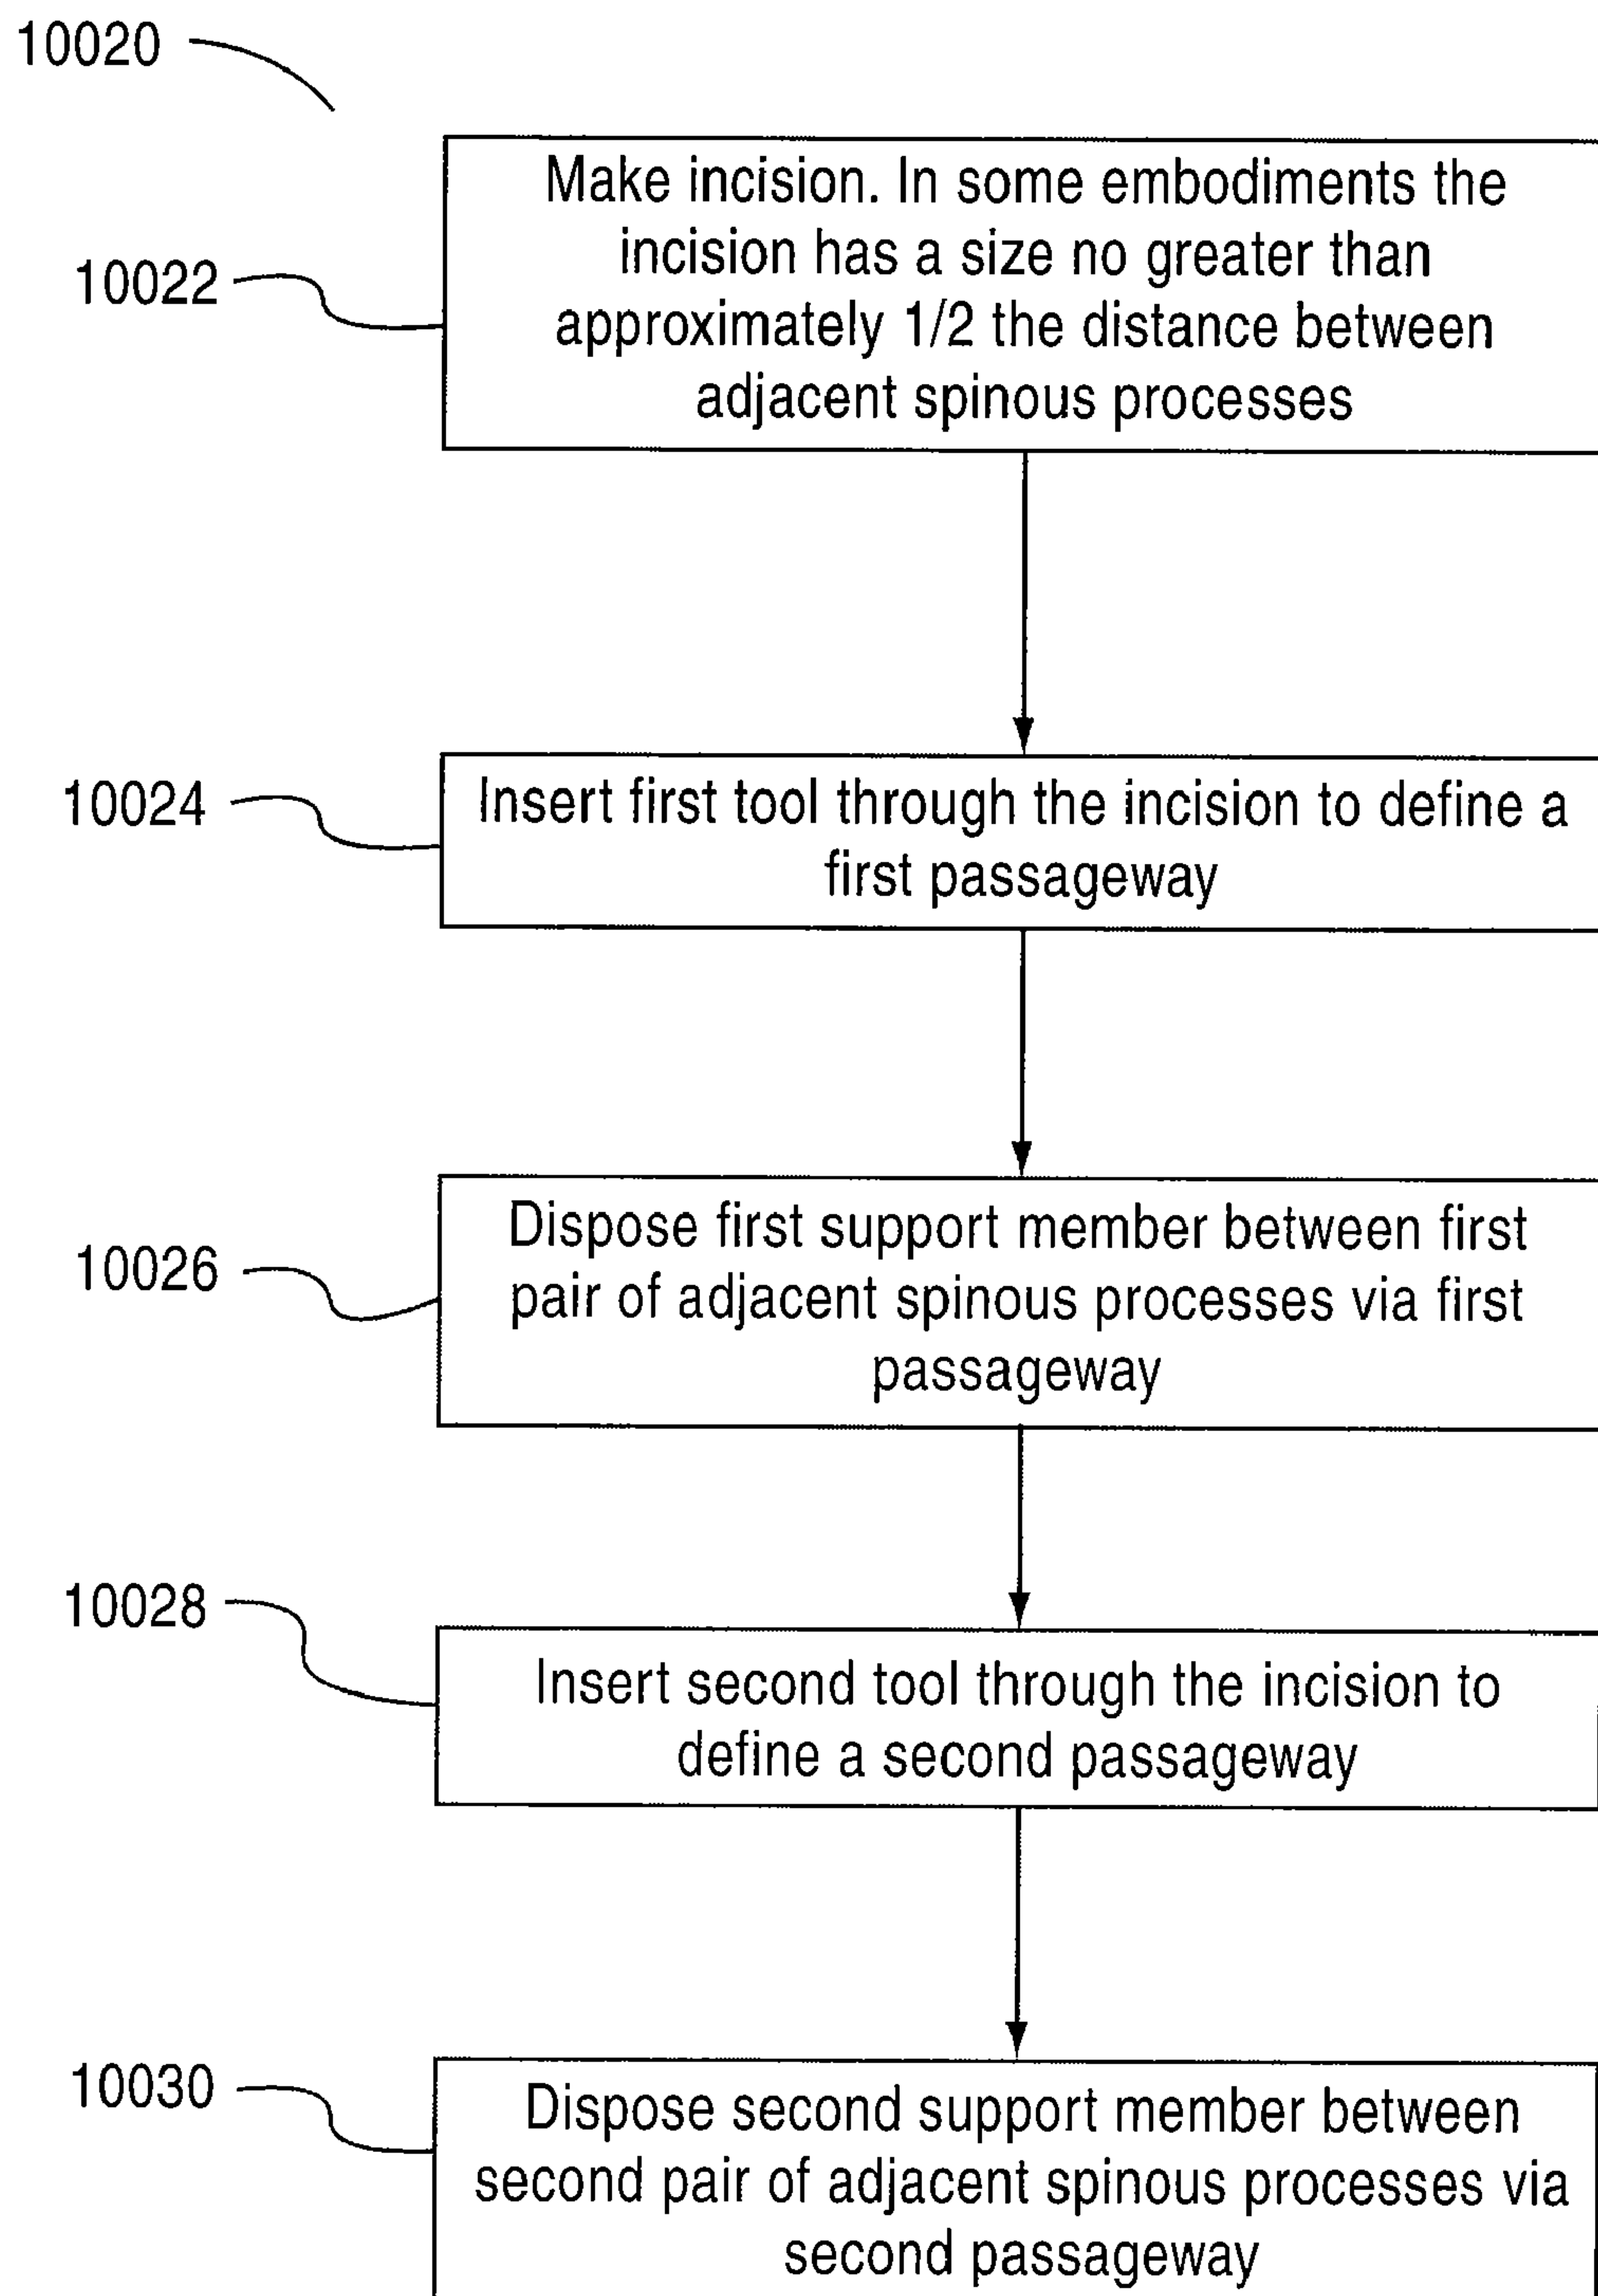 10020
Make incision. In some embodiments the
incision has a size no greater than
approximately 1/2 the distance between
adjacent spinous processes
10022
Insert first tool through the incision to define a
first passageway
10024
Dispose first support member between first
pair of adjacent spinous processes via first
passageway
10026
Insert second tool through the incision to
define a second passageway
10028
Dispose second support member between
second pair of adjacent spinous processes via
second passageway
10030